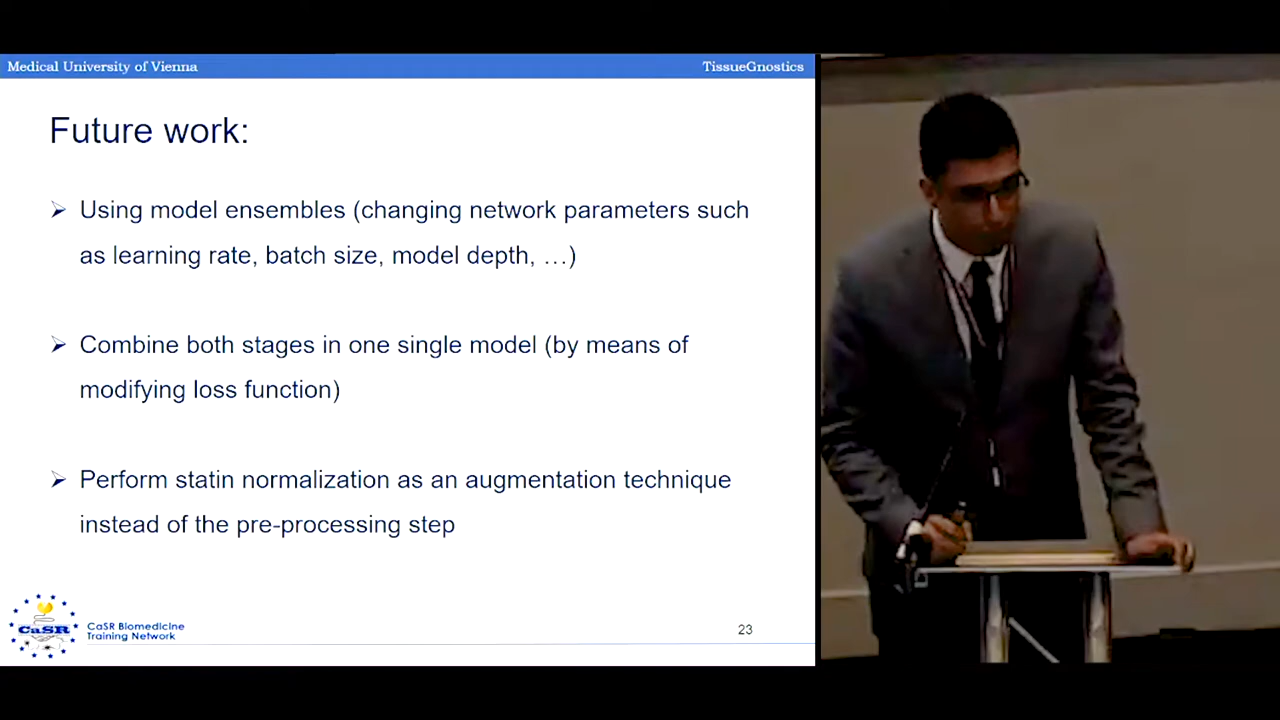 Medical University of Vienna
TissueGnostics
Future work:
Using model ensembles (changing network parameters such
as learning rate, batch size, model depth, …)
Combine both stages in one single model (by means of
modifying loss function)
Perform statin normalization as an augmentation technique
instead of the pre-processing step
CaSR
CaSR Biomedicine
Training Network
23